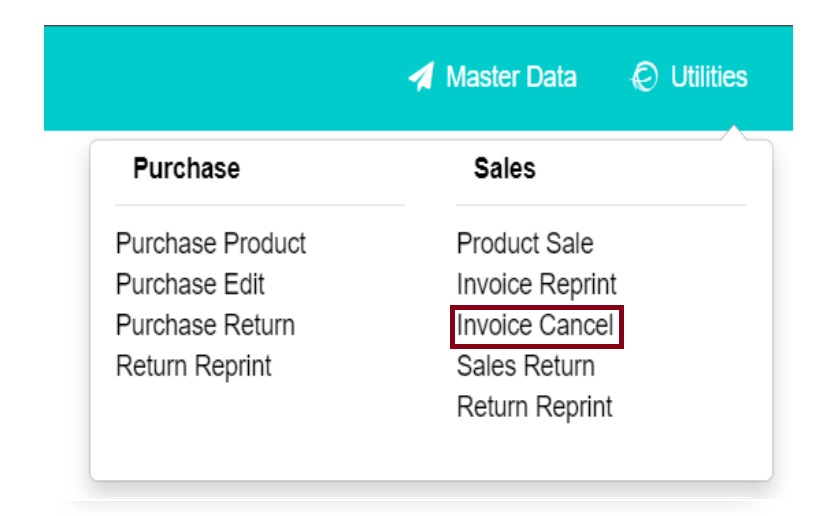 Master Data
Utilities
Purchase
Purchase Product
Purchase Edit
Purchase Return
Return Reprint
Sales
Product Sale
Invoice Reprint
Invoice Cancel
Sales Return
Return Reprint